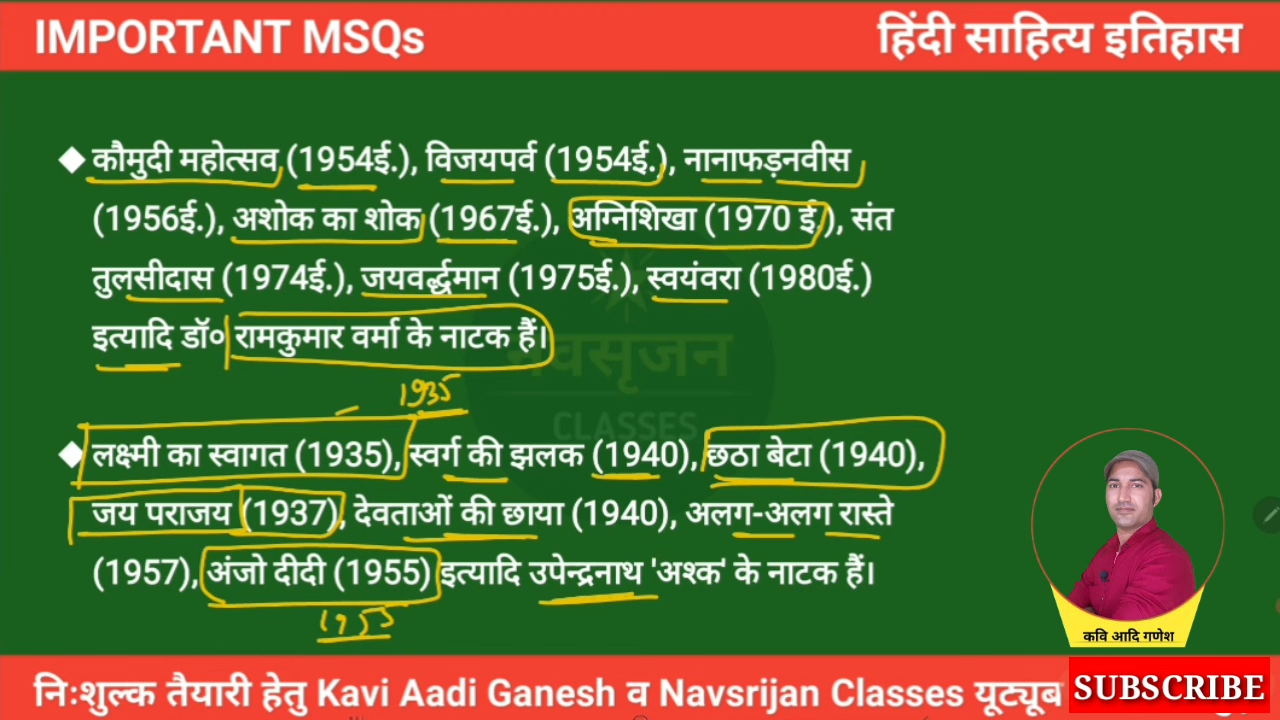 IMPORTANT MSQs
हिंदी साहित्य इतिहास
◆ कौमुदी महोत्सव (1954ई.), विजयपर्व (1954ई.), नानाफड़नवीस
(1956ई.), अशोक का शोक (1967ई.), अग्निशिखा (1970 ई.), संत
तुलसीदास (1974ई.), जयवर्द्धमान (1975ई.), स्वयंवरा (1980ई.)
इत्यादि डॉ० रामकुमार वर्मा के नाटक हैं।
नवसृजन
CLASSES
1935
◆ लक्ष्मी का स्वागत (1935), स्वर्ग की झलक (1940), छठा बेटा (1940),
जय पराजय (1937), देवताओं की छाया (1940), अलग-अलग रास्ते
(1957), अंजो दीदी (1955) इत्यादि उपेन्द्रनाथ 'अश्क' के नाटक हैं।
1955
कवि आदि गणेश
निःशुल्क तैयारी हेतु Kavi Aadi Ganesh व Navsrijan Classes यूट्यूब
SUBSCRIBE